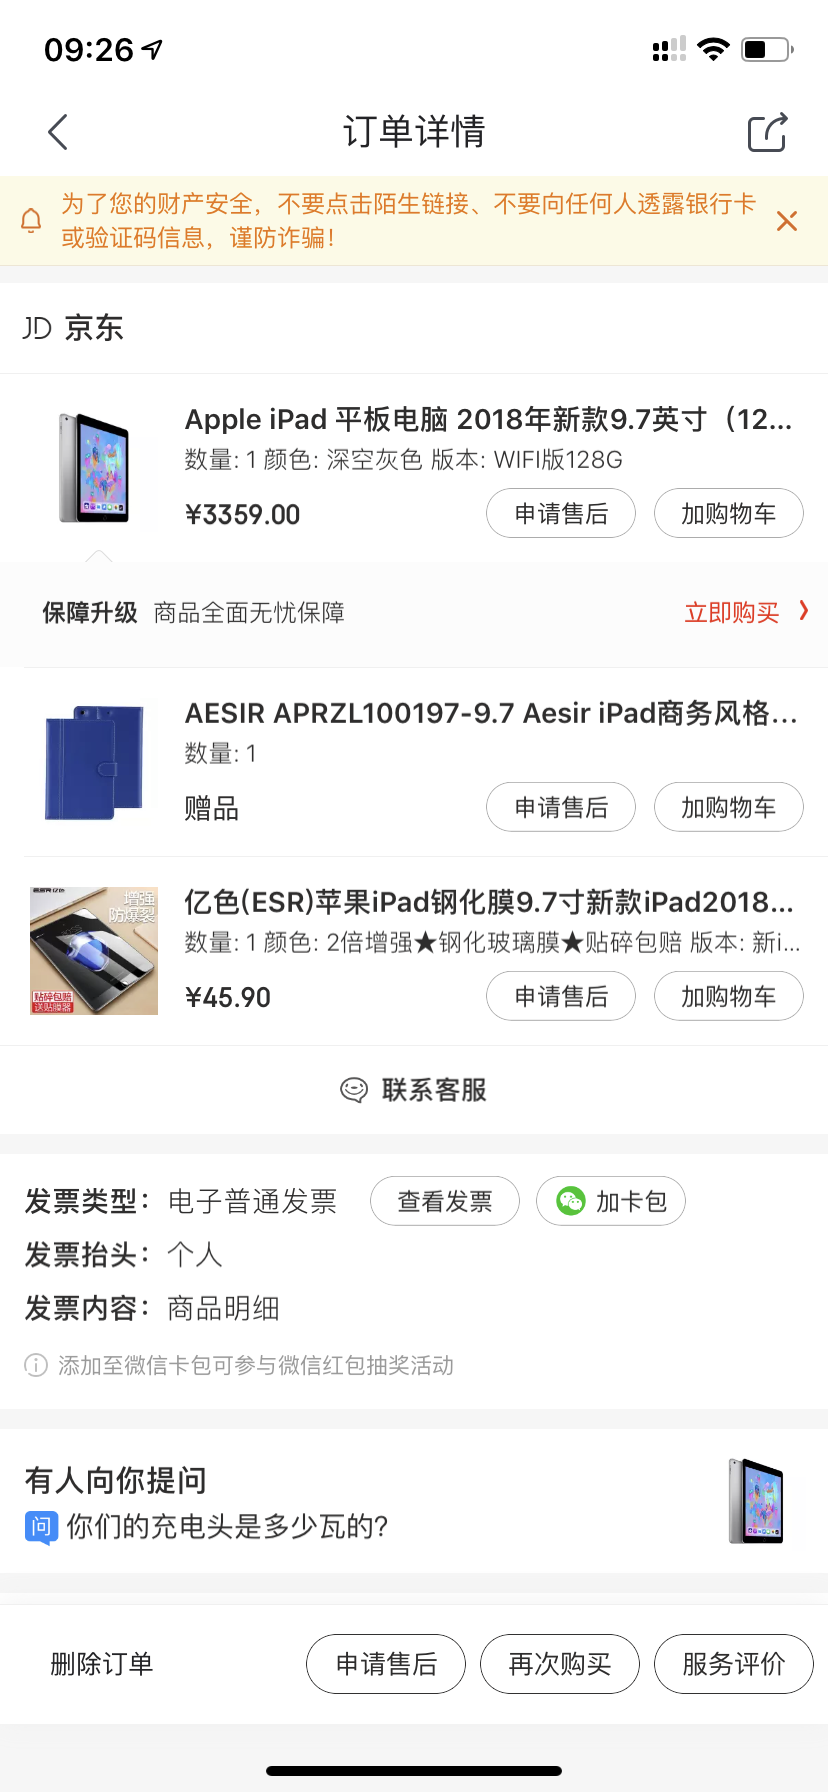 09:26
订单详情
为了您的财产安全，不要点击陌生链接、不要向任何人透露银行卡
或验证码信息，谨防诈骗！
JD 京东
Apple iPad 平板电脑 2018年新款9.7英寸（12...
数量: 1 颜色: 深空灰色 版本: WIFI版128G
¥3359.00 申请售后 加购物车
保障升级 商品全面无忧保障 立即购买
AESIR APRZL100197-9.7 Aesir iPad商务风格...
数量: 1
赠品 申请售后 加购物车
增强
防爆裂
贴碎包赔
送贴膜器
亿色(ESR)苹果iPad钢化膜9.7寸新款iPad2018...
数量: 1 颜色: 2倍增强★钢化玻璃膜★贴碎包赔 版本: 新i...
¥45.90 申请售后 加购物车
联系客服
发票类型： 电子普通发票 查看发票 加卡包
发票抬头： 个人
发票内容： 商品明细
添加至微信卡包可参与微信红包抽奖活动
有人向你提问
问 你们的充电头是多少瓦的?
删除订单 申请售后 再次购买 服务评价